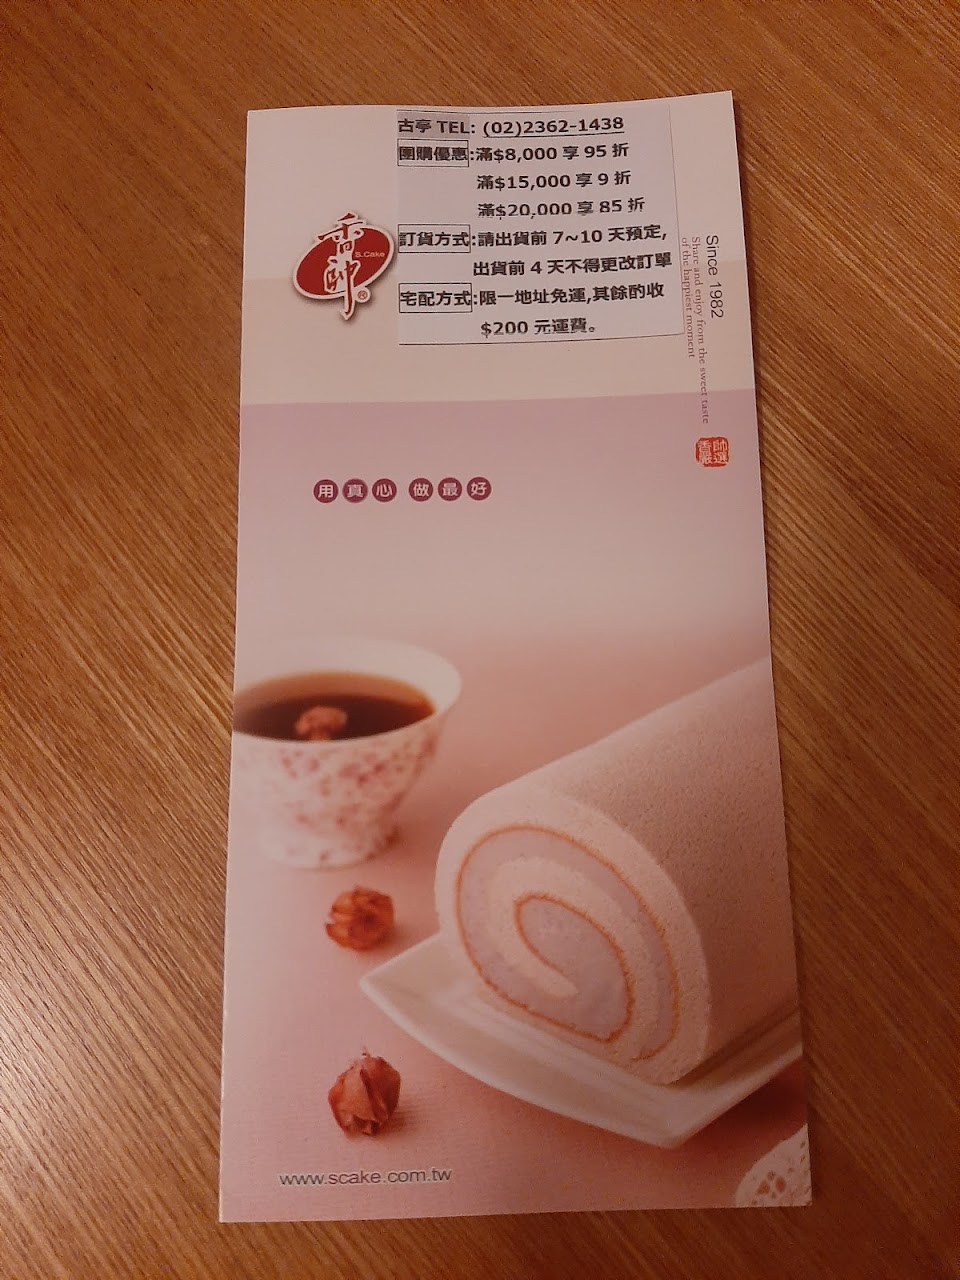 古亭 TEL: (02)2362-1438
團購優惠:滿$8,000 享 95 折
滿$15,000 享 9 折
滿$20,000 享 85 折
訂貨方式:請出貨前 7~10 天預定,
出貨前 4 天不得更改訂單
宅配方式:限一地址免運,其餘酌收
$200 元運費。
香帥
S.Cake
®
Since 1982
Share and enjoy from the sweet taste
of the happiest moment
帥選
香嚴
用真心 做最好
www.scake.com.tw